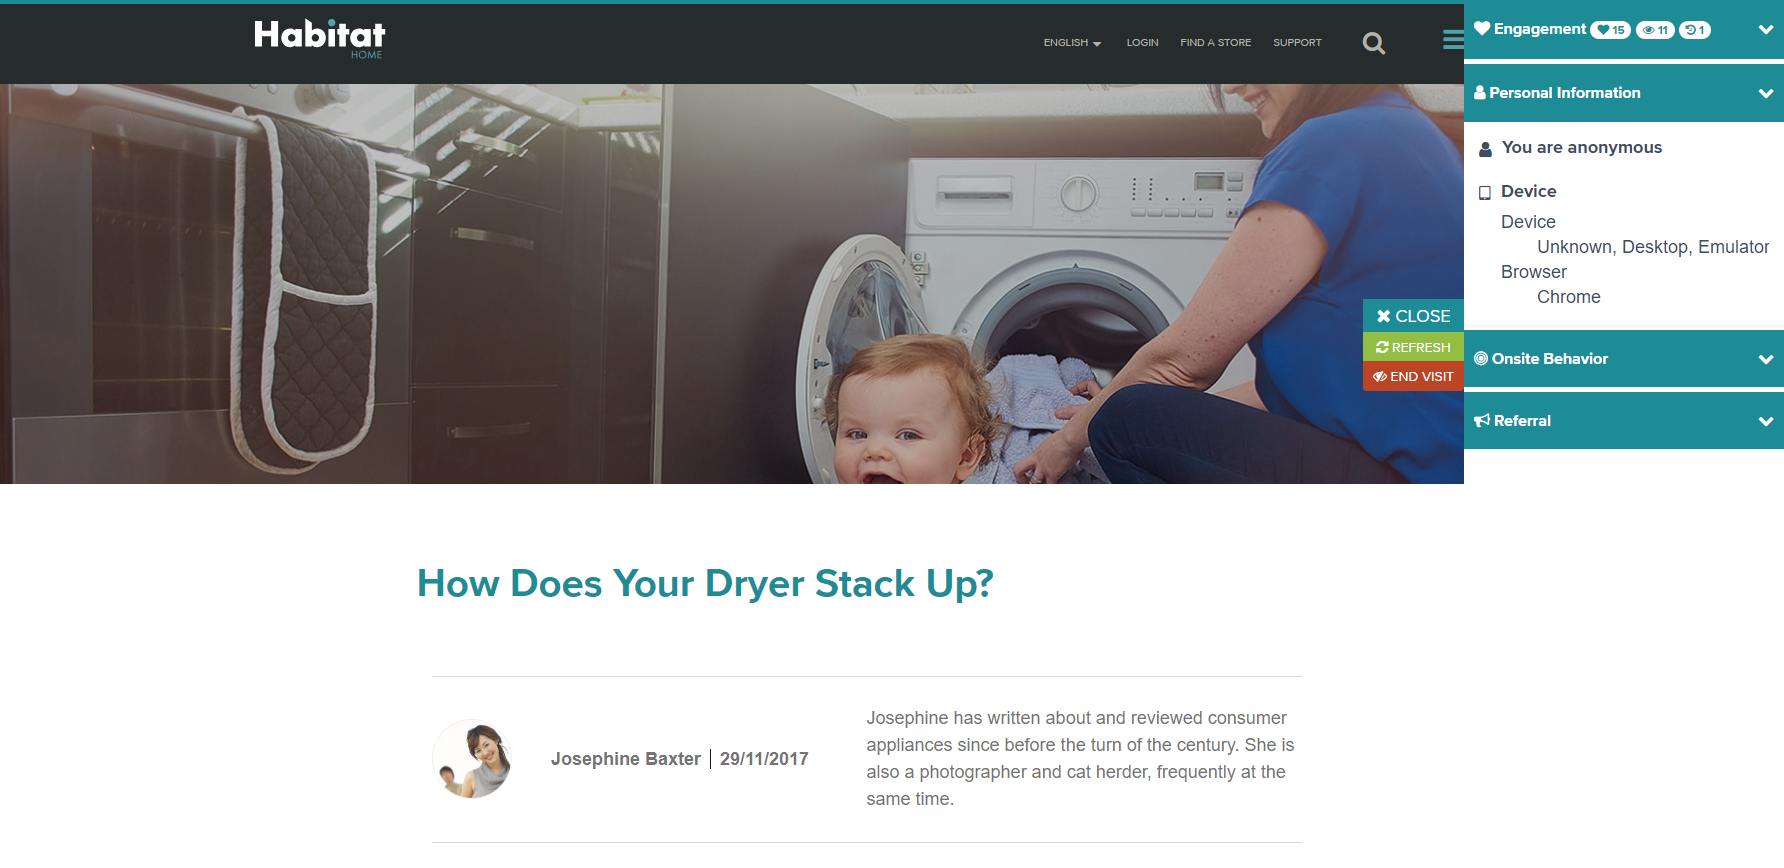 Habitat
HOME
ENGLISH
LOGIN
FIND A STORE
SUPPORT
Engagement 15 11 1
Personal Information
You are anonymous
Device
Device
Unknown, Desktop, Emulator
Browser
Chrome
CLOSE
REFRESH
END VISIT
Onsite Behavior
Referral
How Does Your Dryer Stack Up?
Josephine Baxter | 29/11/2017
Josephine has written about and reviewed consumer
appliances since before the turn of the century. She is
also a photographer and cat herder, frequently at the
same time.